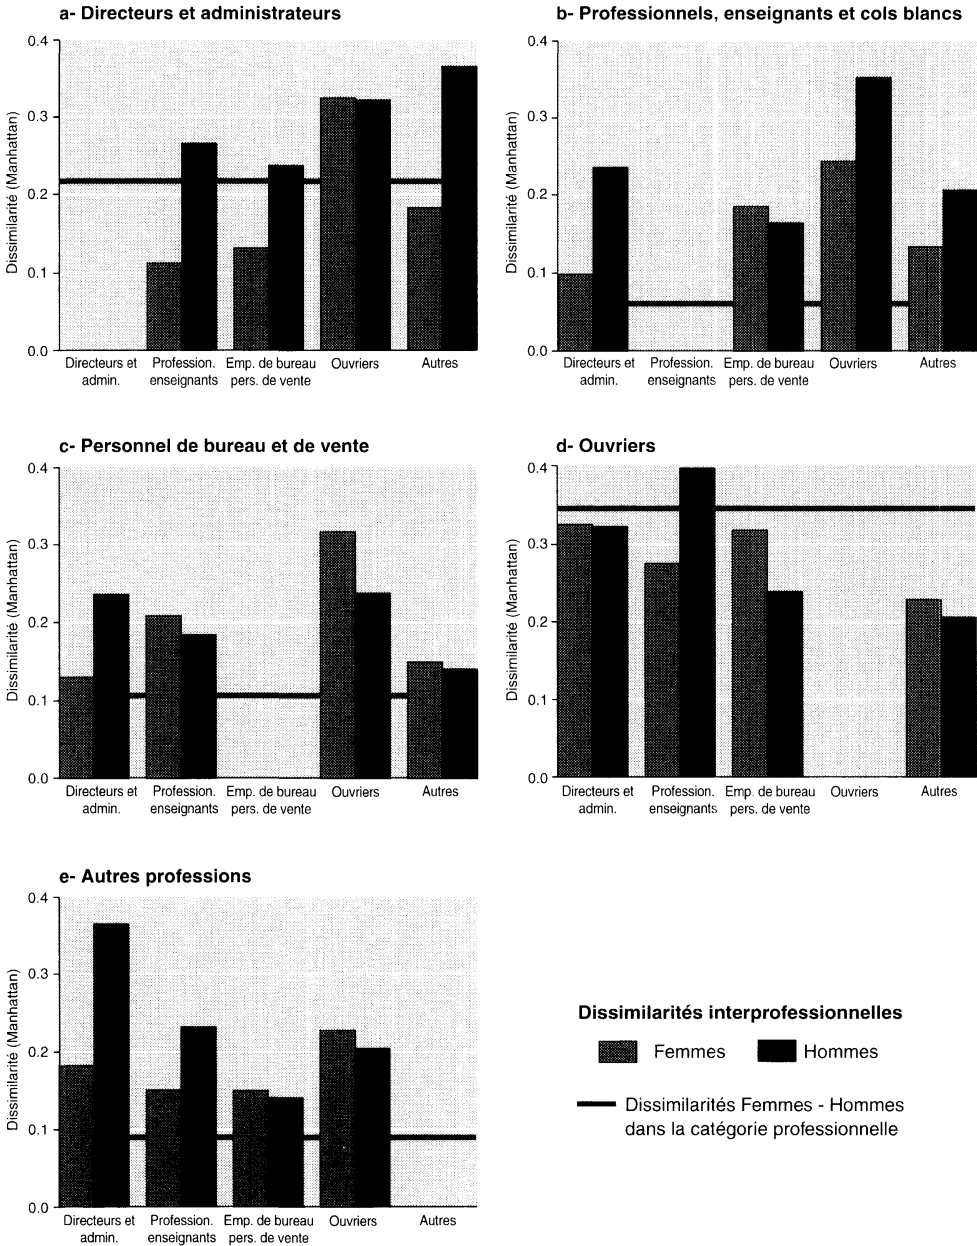 a- Directeurs et administrateurs
Dissimilarité (Manhattan)
0.4
0.3
0.2
0.1
0.0
Directeurs et admin.
Profession. enseignants
Emp. de bureau pers. de vente
Ouvriers
Autres
b- Professionnels, enseignants et cols blancs
Dissimilarité (Manhattan)
0.4
0.3
0.2
0.1
0.0
Directeurs et admin.
Profession. enseignants
Emp. de bureau pers. de vente
Ouvriers
Autres
c- Personnel de bureau et de vente
Dissimilarité (Manhattan)
0.4
0.3
0.2
0.1
0.0
Directeurs et admin.
Profession. enseignants
Emp. de bureau pers. de vente
Ouvriers
Autres
d- Ouvriers
Dissimilarité (Manhattan)
0.4
0.3
0.2
0.1
0.0
Directeurs et admin.
Profession. enseignants
Emp. de bureau pers. de vente
Ouvriers
Autres
e- Autres professions
Dissimilarité (Manhattan)
0.4
0.3
0.2
0.1
0.0
Directeurs et admin.
Profession. enseignants
Emp. de bureau pers. de vente
Ouvriers
Autres
Dissimilarités interprofessionnelles
Femmes
Hommes
Dissimilarités Femmes - Hommes
dans la catégorie professionnelle